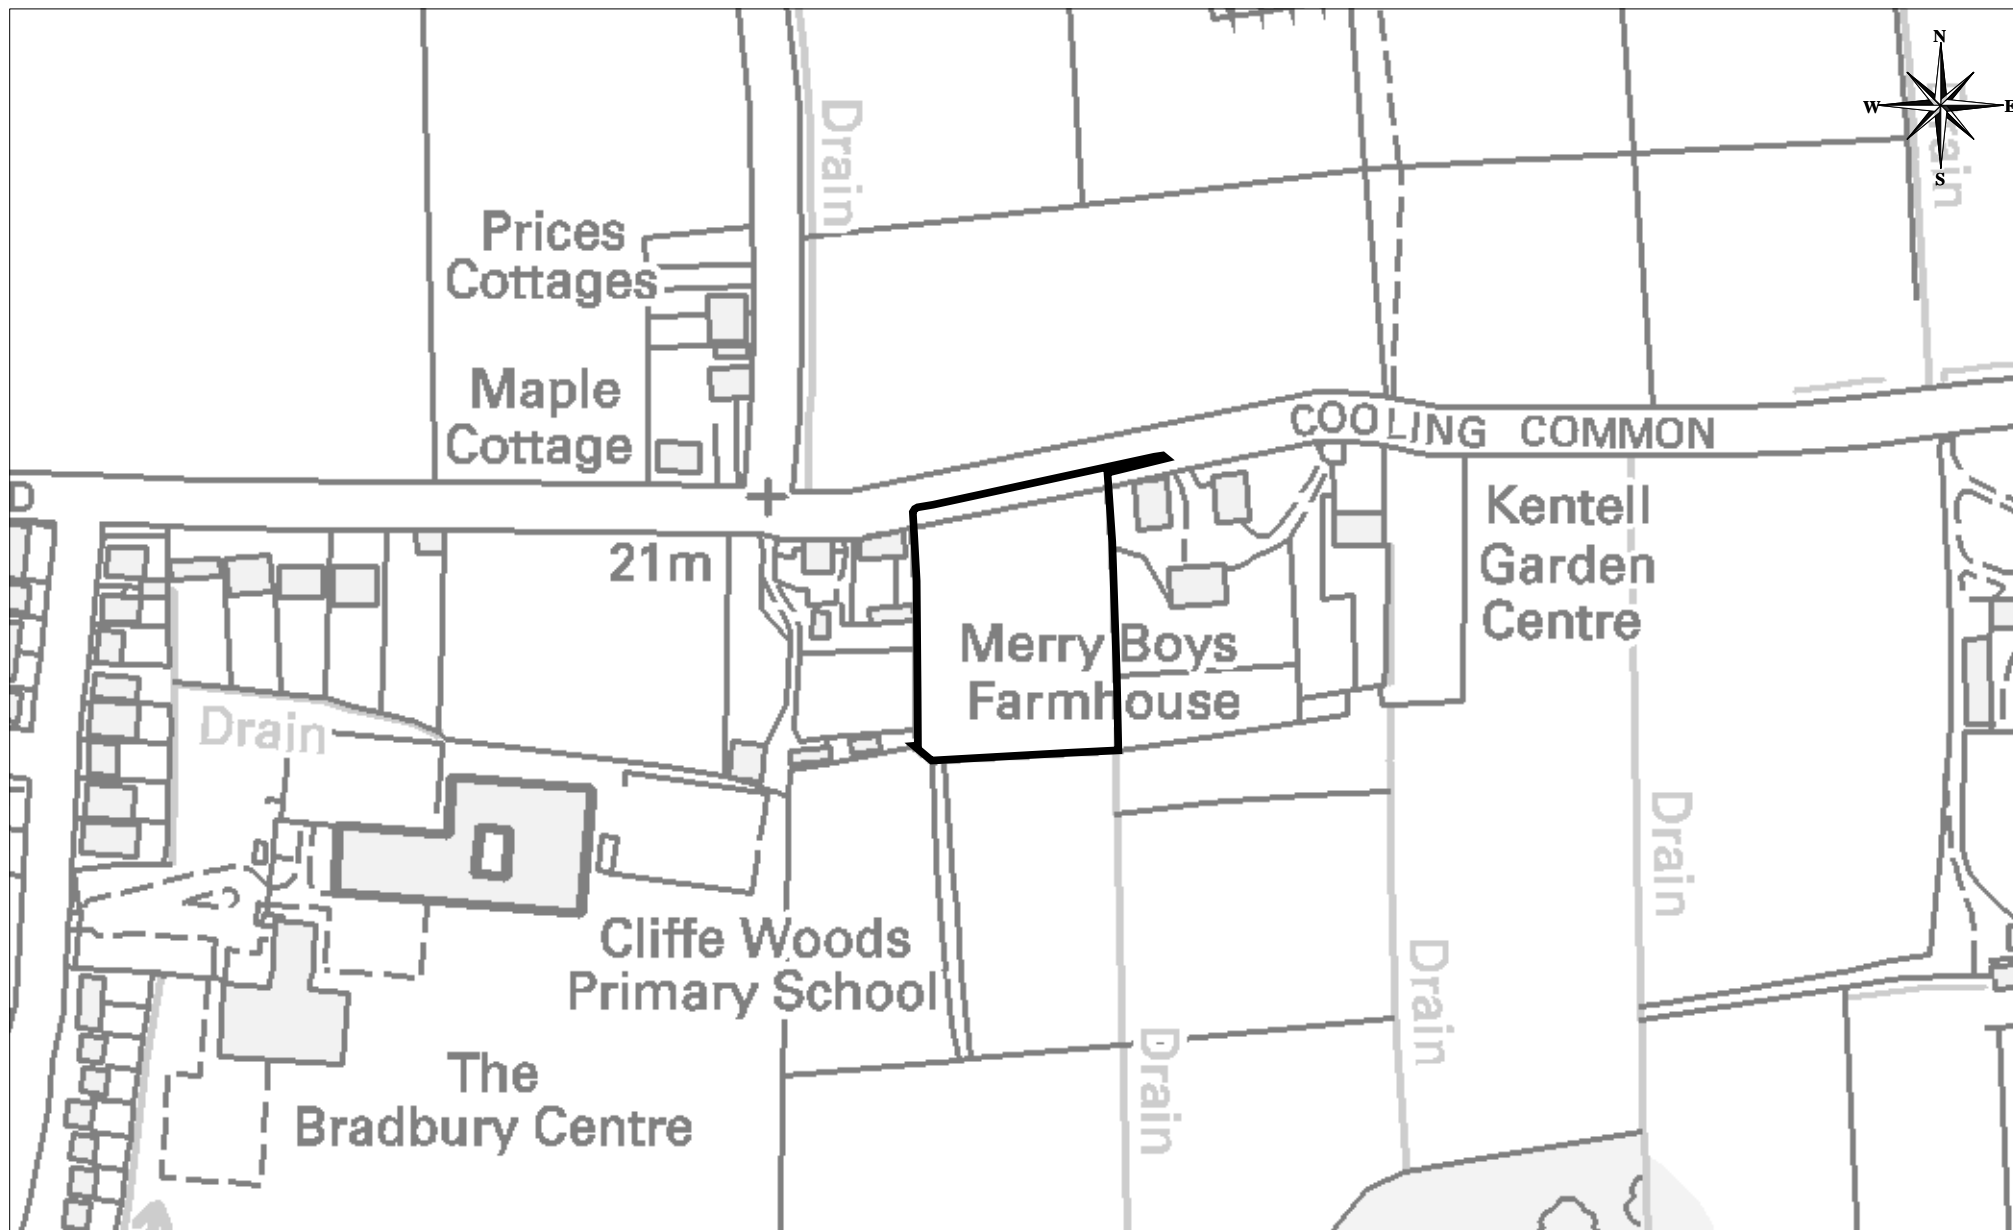 N
W
E
S
Drain
Drain
Prices
Cottages
Maple
Cottage
COOLING COMMON
D
21m
Kentell
Garden
Centre
Merry Boys
Farmhouse
Drain
Drain
Cliffe Woods
Primary School
Drain
Drain
The
Bradbury Centre